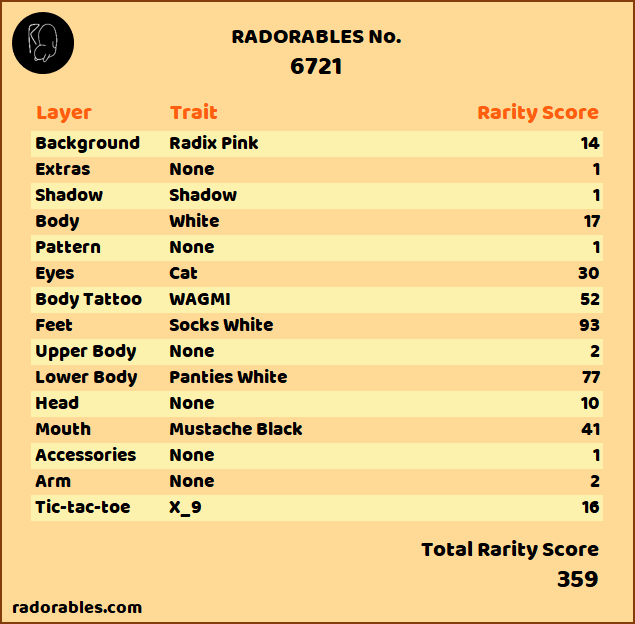 RADORABLES No.
6721
Layer Trait Rarity Score
Background Radix Pink 14
Extras None 1
Shadow Shadow 1
Body White 17
Pattern None 1
Eyes Cat 30
Body Tattoo WAGMI 52
Feet Socks White 93
Upper Body None 2
Lower Body Panties White 77
Head None 10
Mouth Mustache Black 41
Accessories None 1
Arm None 2
Tic-tac-toe X_9 16
Total Rarity Score
359
radorables.com